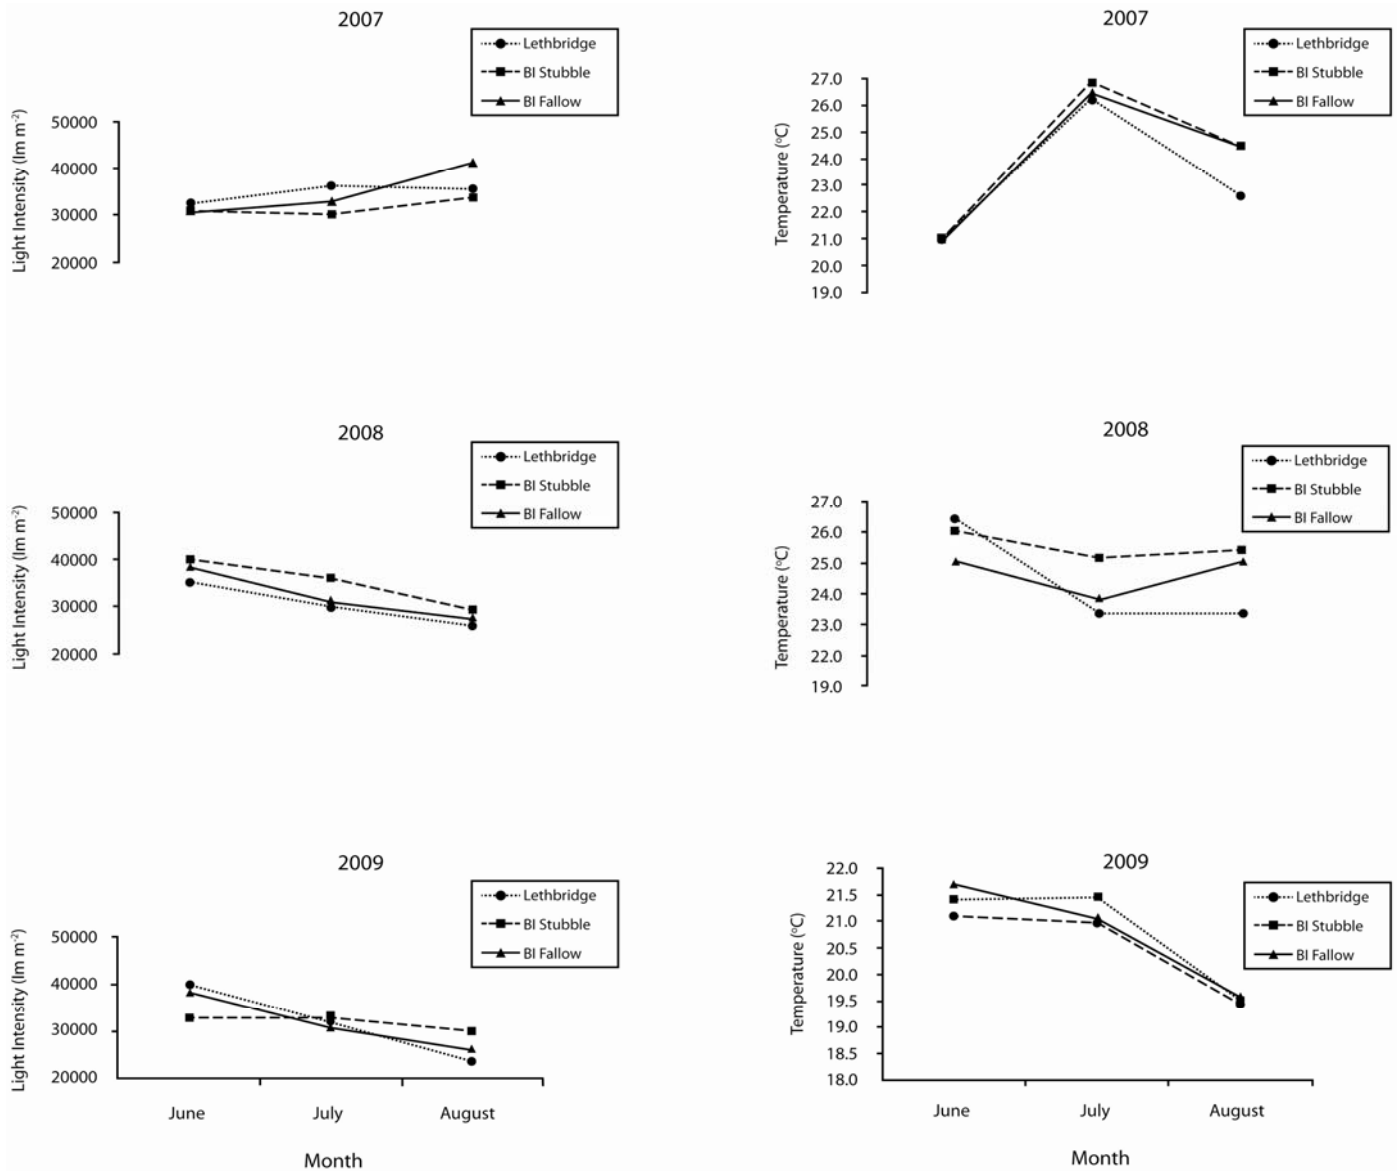 2007
Lethbridge
BI Stubble
BI Fallow
Light Intensity (lm m⁻²)
50000
40000
30000
20000
2007
Lethbridge
BI Stubble
BI Fallow
Temperature (°C)
27.0
26.0
25.0
24.0
23.0
22.0
21.0
20.0
19.0
2008
Lethbridge
BI Stubble
BI Fallow
Light Intensity (lm m⁻²)
50000
40000
30000
20000
2008
Lethbridge
BI Stubble
BI Fallow
Temperature (°C)
27.0
26.0
25.0
24.0
23.0
22.0
19.0
2009
Lethbridge
BI Stubble
BI Fallow
Light Intensity (lm m⁻²)
50000
40000
30000
20000
June July August
Month
2009
Lethbridge
BI Stubble
BI Fallow
Temperature (°C)
22.0
21.5
21.0
20.5
20.0
19.5
19.0
18.5
18.0
June July August
Month